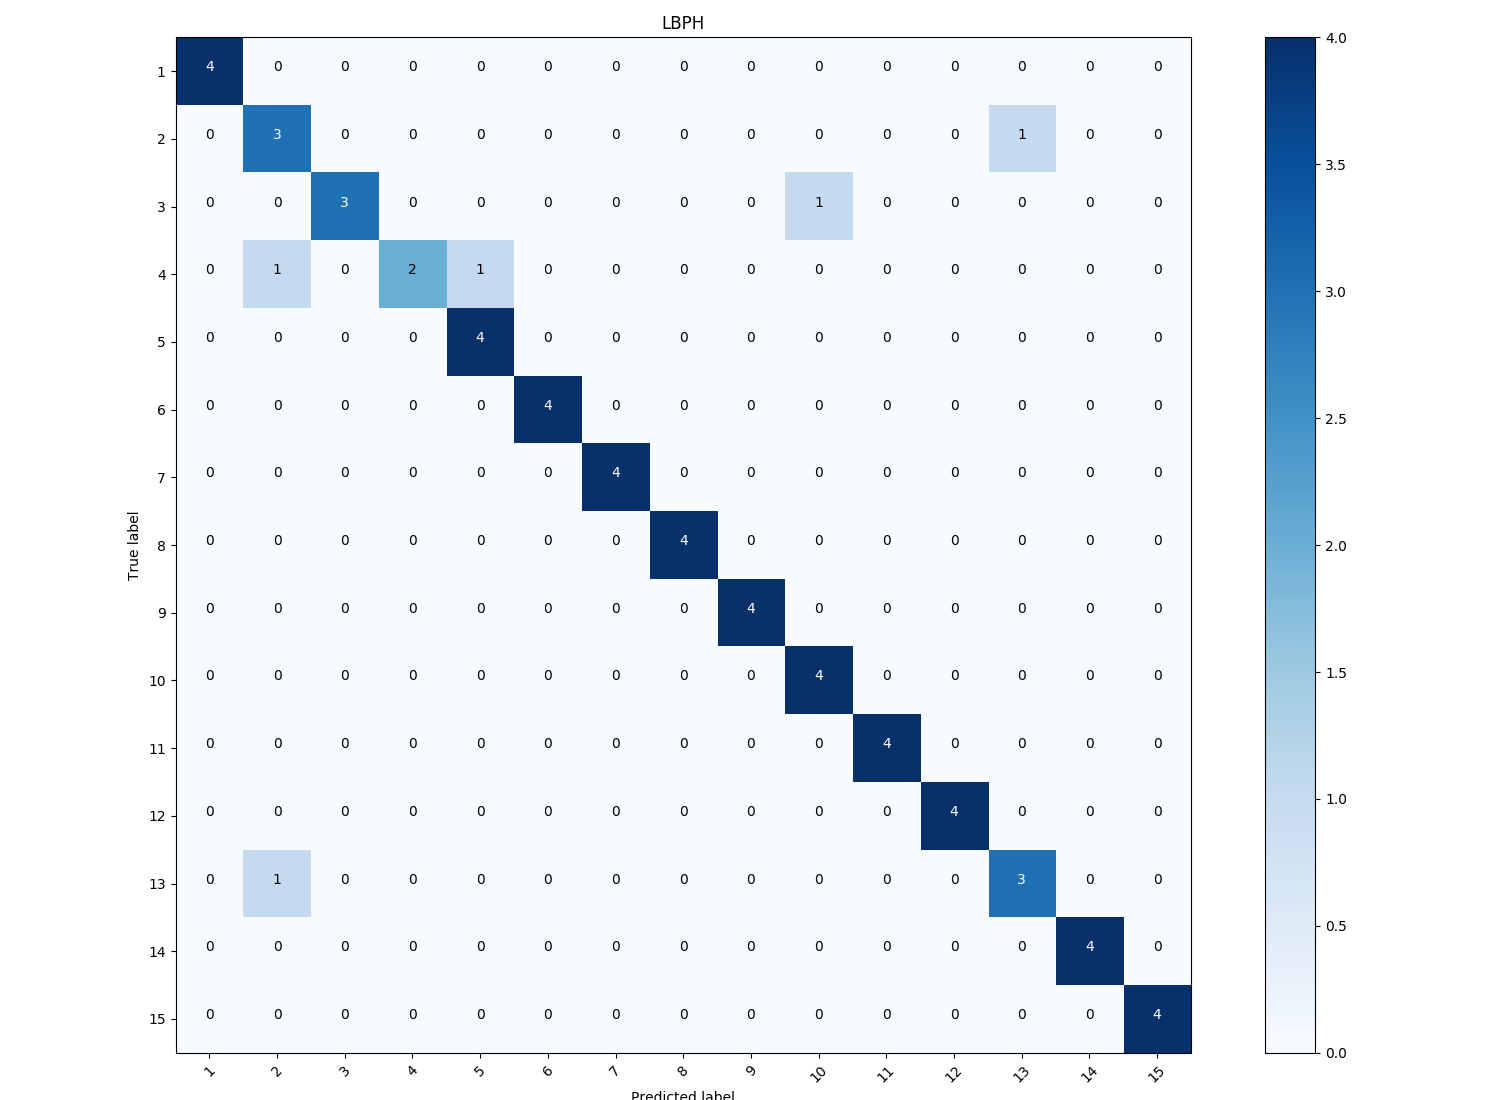 LBPH
1 4 0 0 0 0 0 0 0 0 0 0 0 0 0 0
2 0 3 0 0 0 0 0 0 0 0 0 0 1 0 0
3 0 0 3 0 0 0 0 0 0 1 0 0 0 0 0
4 0 1 0 2 1 0 0 0 0 0 0 0 0 0 0
5 0 0 0 0 4 0 0 0 0 0 0 0 0 0 0
6 0 0 0 0 0 4 0 0 0 0 0 0 0 0 0
7 0 0 0 0 0 0 4 0 0 0 0 0 0 0 0
8 0 0 0 0 0 0 0 4 0 0 0 0 0 0 0
9 0 0 0 0 0 0 0 0 4 0 0 0 0 0 0
10 0 0 0 0 0 0 0 0 0 4 0 0 0 0 0
11 0 0 0 0 0 0 0 0 0 0 4 0 0 0 0
12 0 0 0 0 0 0 0 0 0 0 0 4 0 0 0
13 0 1 0 0 0 0 0 0 0 0 0 0 3 0 0
14 0 0 0 0 0 0 0 0 0 0 0 0 0 4 0
15 0 0 0 0 0 0 0 0 0 0 0 0 0 0 4
1 2 3 4 5 6 7 8 9 10 11 12 13 14 15
True label
Predicted label
4.0
3.5
3.0
2.5
2.0
1.5
1.0
0.5
0.0